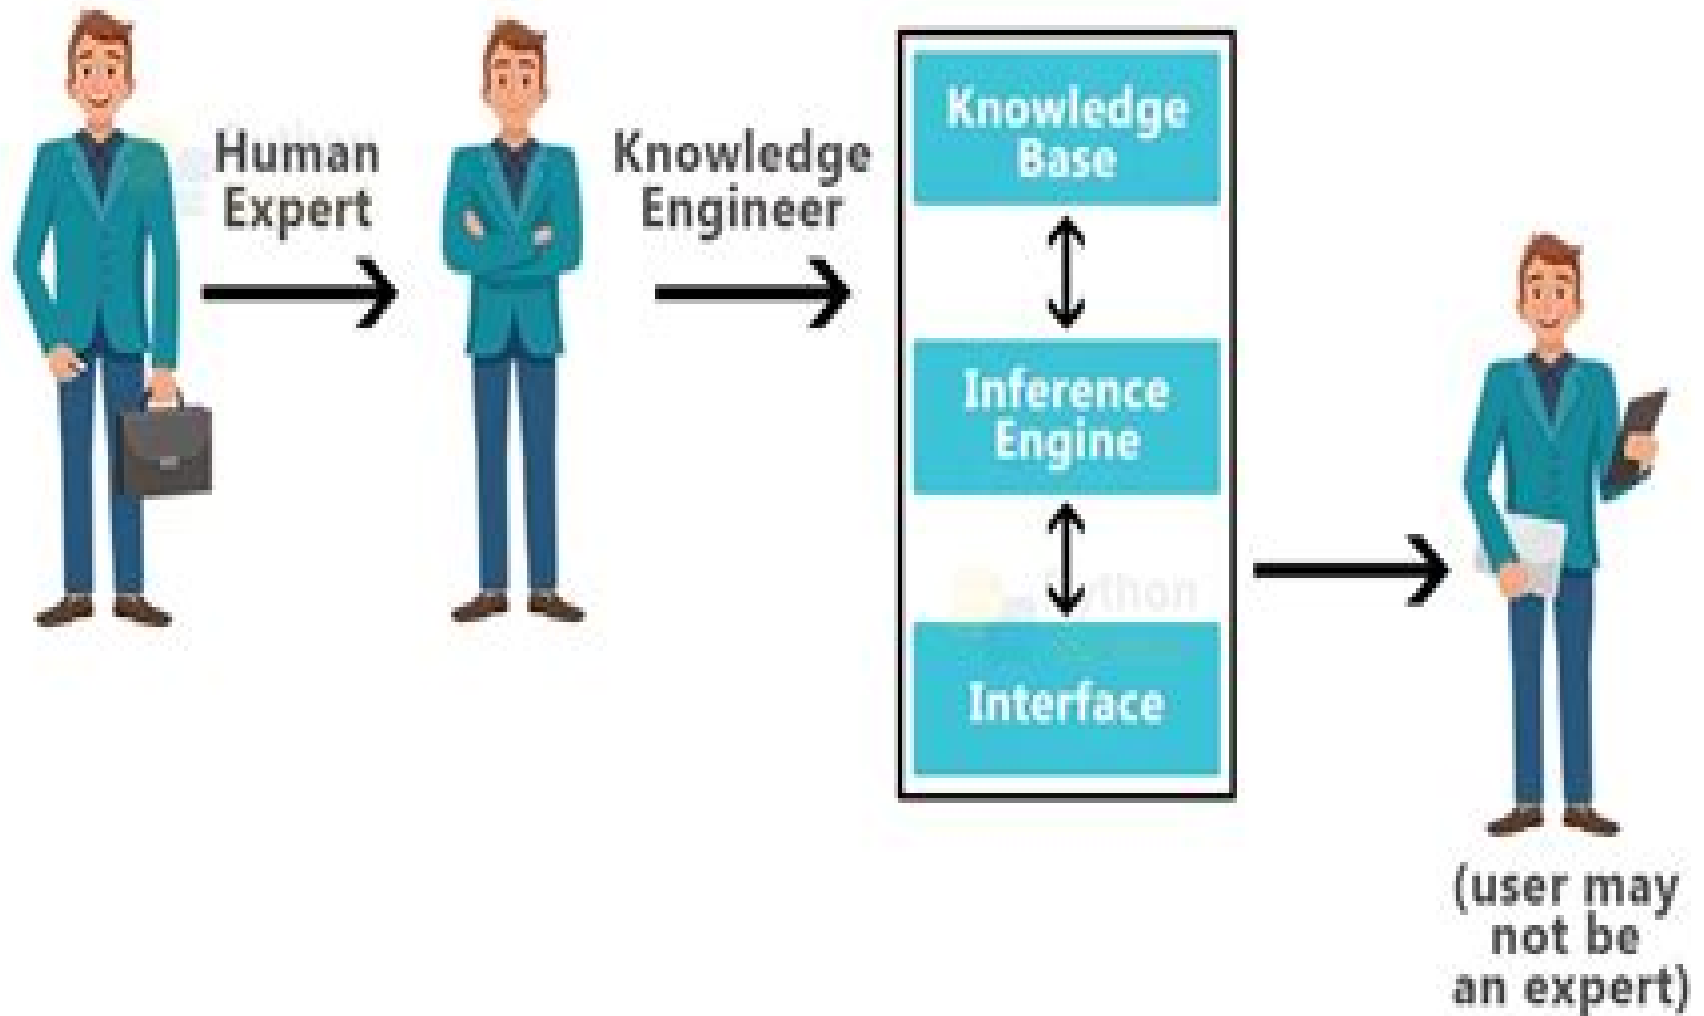 Human
Expert
Knowledge
Engineer
Knowledge
Base
Inference
Engine
Interface
(user may
not be
an expert)